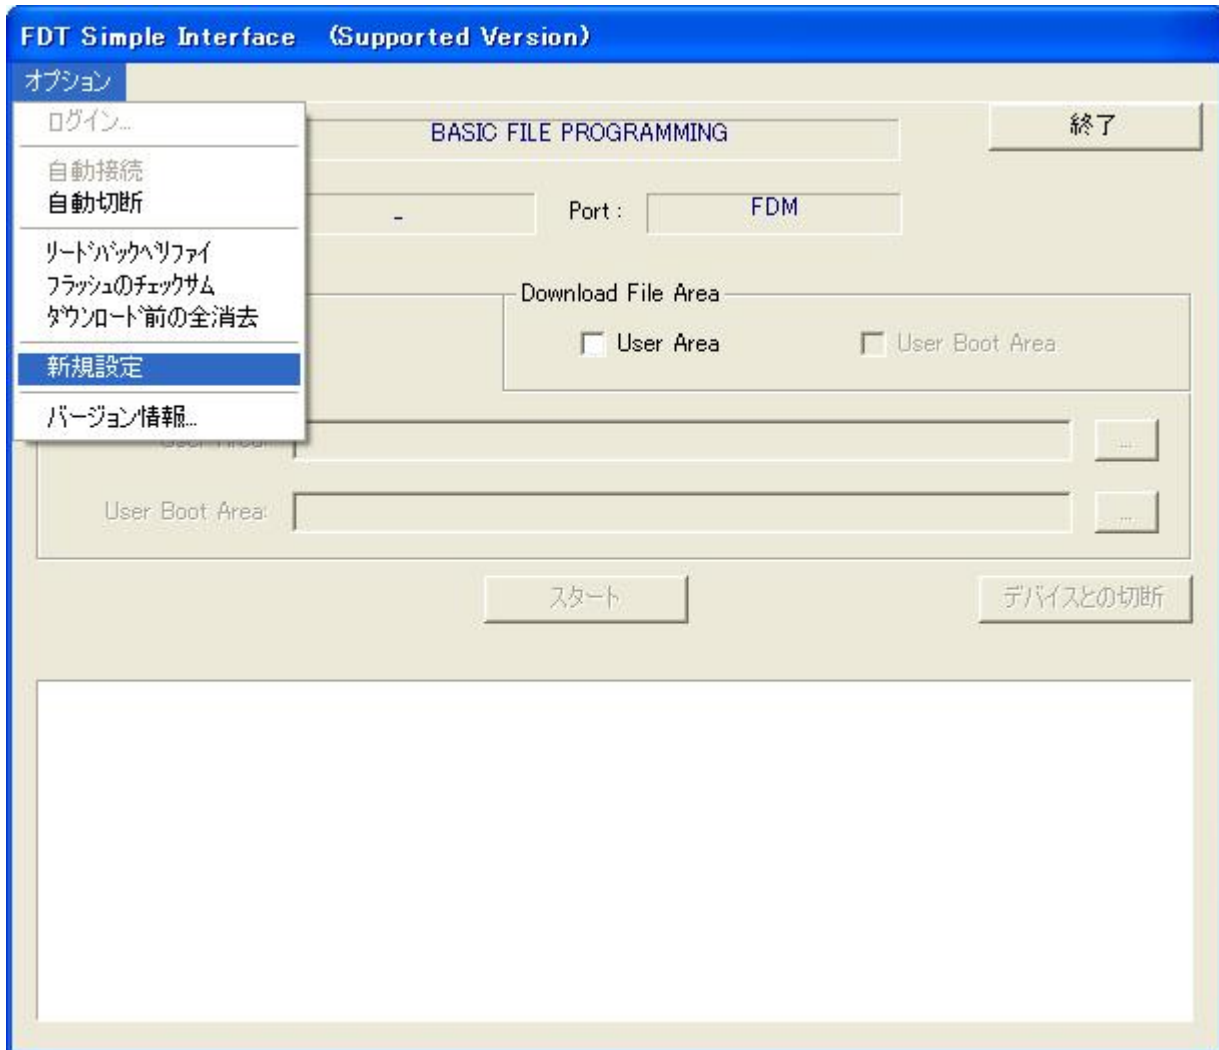 FDT Simple Interface (Supported Version)
オプション
ログイン...
自動接続
自動切断
リードバックベリファイ
フラッシュのチェックサム
ダウンロード前の全消去
新規設定
バージョン情報...
BASIC FILE PROGRAMMING
終了
-
Port :
FDM
Download File Area
User Area
User Boot Area
User Area:
...
User Boot Area:
...
スタート
デバイスとの切断